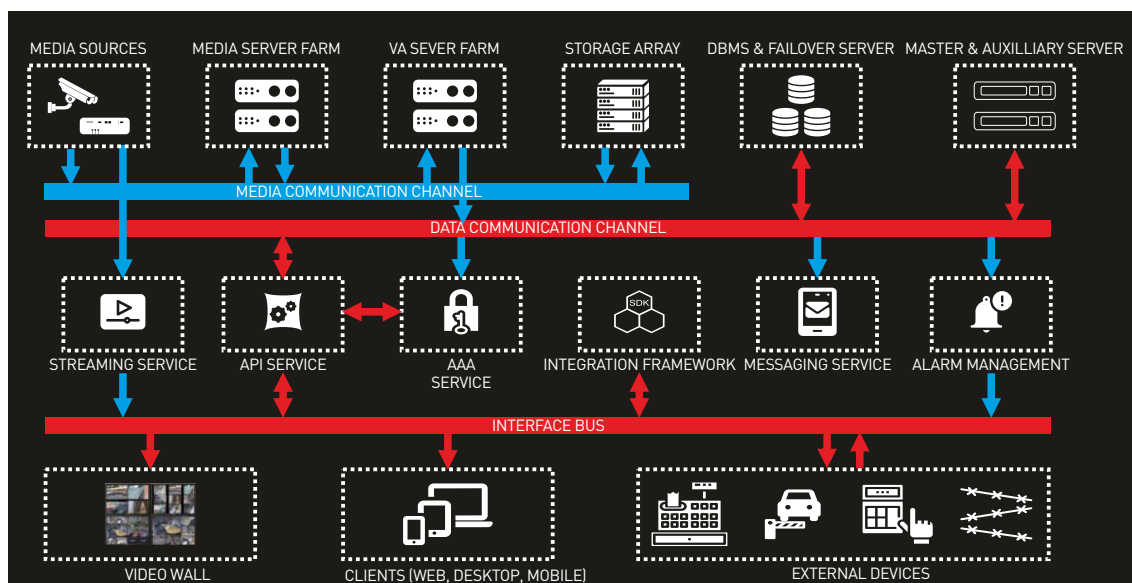 MEDIA SOURCES
MEDIA SERVER FARM
VA SEVER FARM
STORAGE ARRAY
DBMS & FAILOVER SERVER
MASTER & AUXILLIARY SERVER
MEDIA COMMUNICATION CHANNEL
DATA COMMUNICATION CHANNEL
SDK
STREAMING SERVICE
API SERVICE
AAA
SERVICE
INTEGRATION FRAMEWORK
MESSAGING SERVICE
ALARM MANAGEMENT
INTERFACE BUS
VIDEO WALL
CLIENTS (WEB, DESKTOP, MOBILE)
EXTERNAL DEVICES